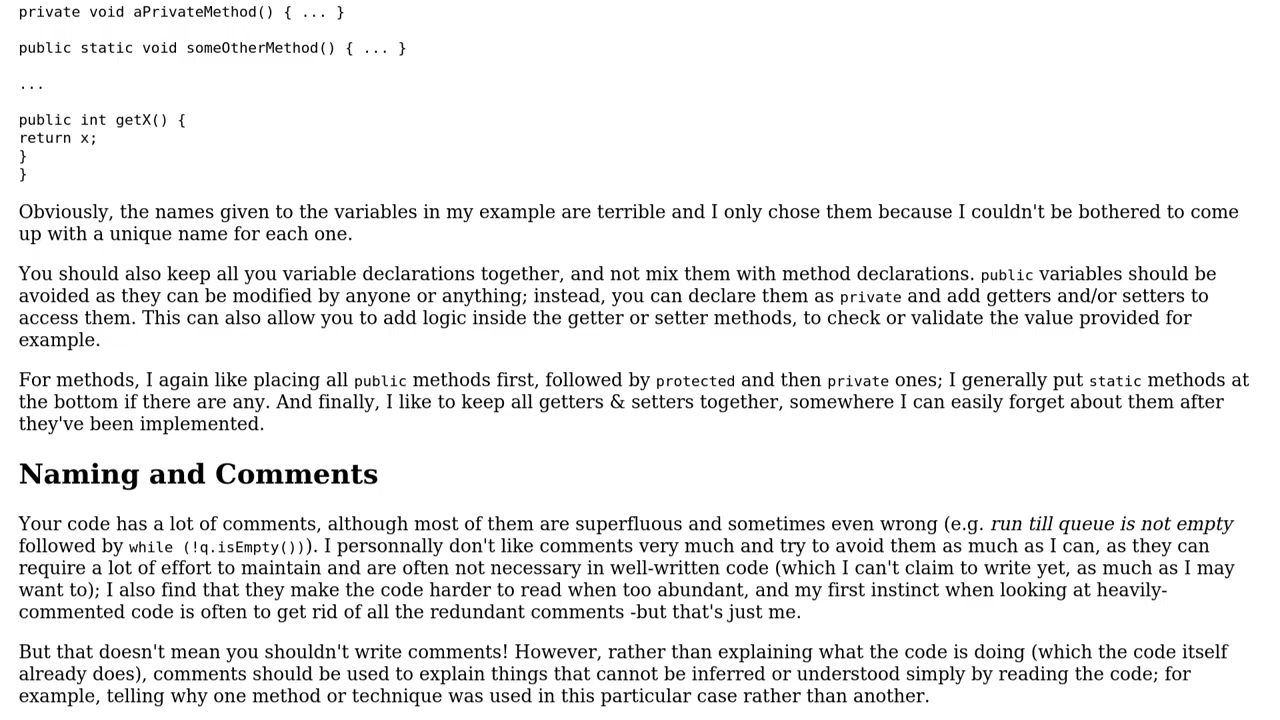 private void aPrivateMethod() { ... }
public static void someOtherMethod() { ... }
...
public int getX() {
return x;
}
}
Obviously, the names given to the variables in my example are terrible and I only chose them because I couldn't be bothered to come
up with a unique name for each one.
You should also keep all you variable declarations together, and not mix them with method declarations. public variables should be
avoided as they can be modified by anyone or anything; instead, you can declare them as private and add getters and/or setters to
access them. This can also allow you to add logic inside the getter or setter methods, to check or validate the value provided for
example.
For methods, I again like placing all public methods first, followed by protected and then private ones; I generally put static methods at
the bottom if there are any. And finally, I like to keep all getters & setters together, somewhere I can easily forget about them after
they've been implemented.
Naming and Comments
Your code has a lot of comments, although most of them are superfluous and sometimes even wrong (e.g. run till queue is not empty
followed by while (!q.isEmpty())). I personnally don't like comments very much and try to avoid them as much as I can, as they can
require a lot of effort to maintain and are often not necessary in well-written code (which I can't claim to write yet, as much as I may
want to); I also find that they make the code harder to read when too abundant, and my first instinct when looking at heavily-
commented code is often to get rid of all the redundant comments -but that's just me.
But that doesn't mean you shouldn't write comments! However, rather than explaining what the code is doing (which the code itself
already does), comments should be used to explain things that cannot be inferred or understood simply by reading the code; for
example, telling why one method or technique was used in this particular case rather than another.